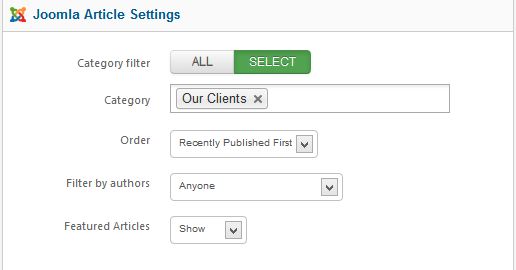 Joomla Article Settings
Category filter ALL SELECT
Category Our Clients ×
Order Recently Published First
Filter by authors Anyone
Featured Articles Show